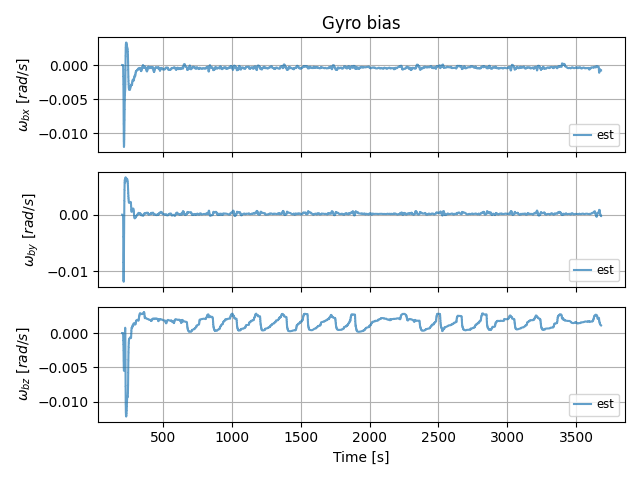 Gyro bias
ω_bx [rad/s]
0.000
−0.005
−0.010
est
ω_by [rad/s]
0.00
−0.01
est
ω_bz [rad/s]
0.000
−0.005
−0.010
est
500 1000 1500 2000 2500 3000 3500
Time [s]